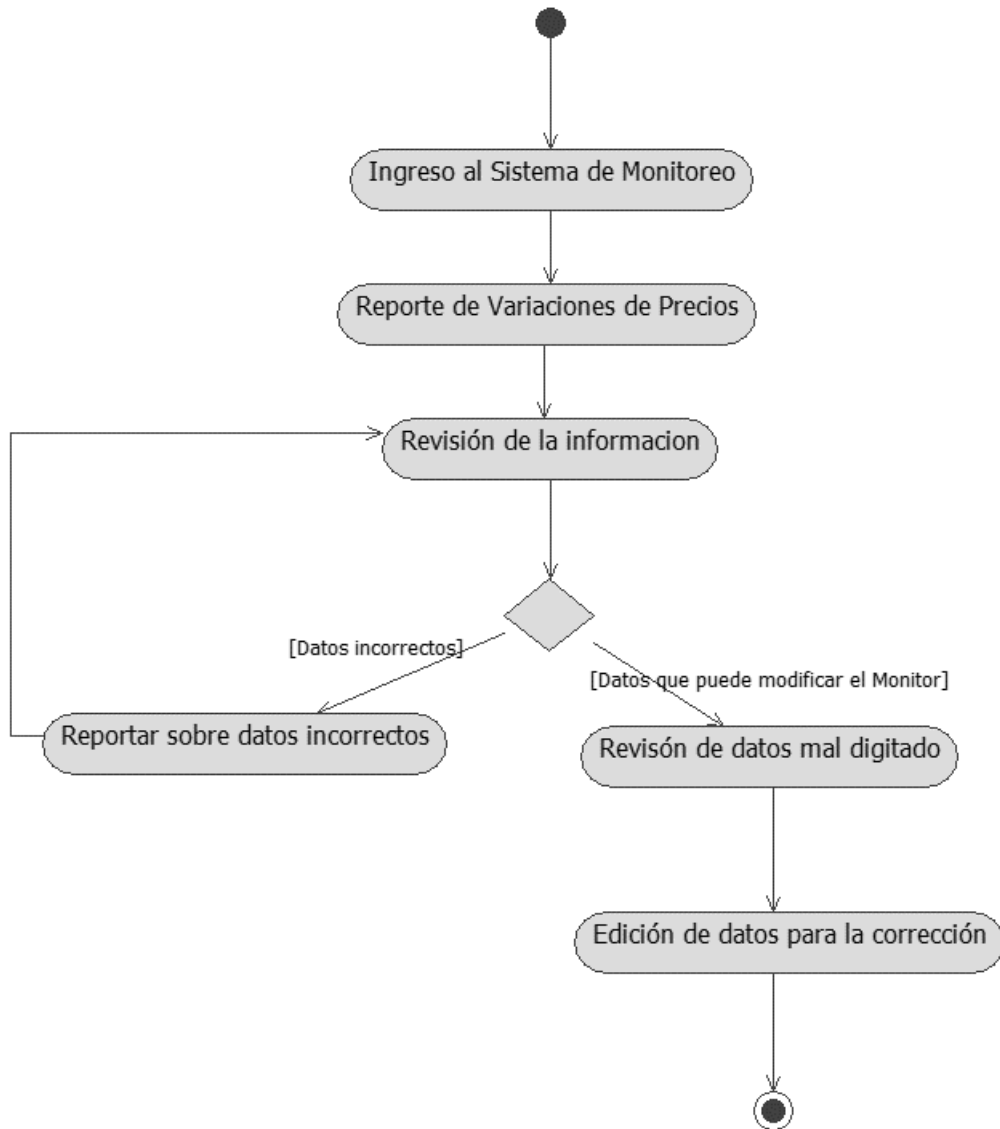 Ingreso al Sistema de Monitoreo
Reporte de Variaciones de Precios
Revisión de la informacion
[Datos incorrectos]
[Datos que puede modificar el Monitor]
Reportar sobre datos incorrectos
Revisón de datos mal digitado
Edición de datos para la corrección